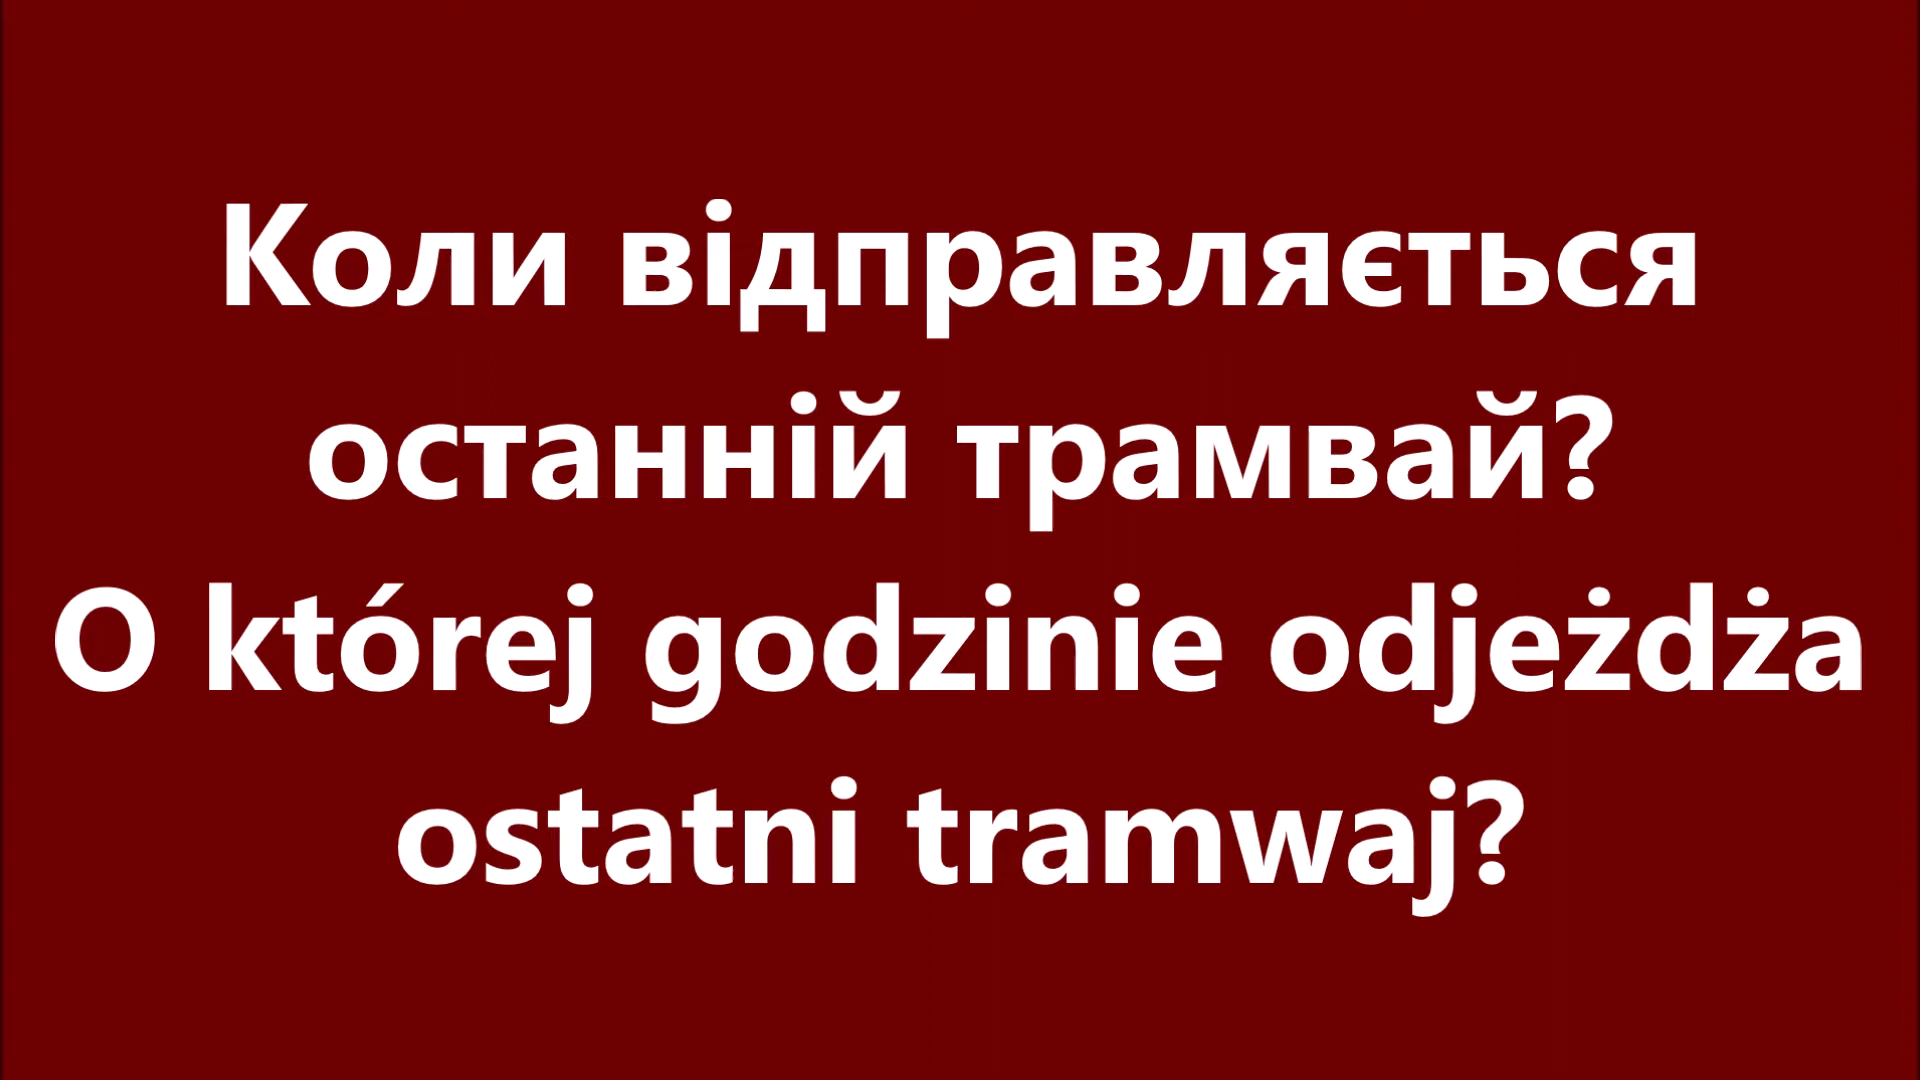 Коли відправляється
останній трамвай?
O której godzinie odjeżdża
ostatni tramwaj?